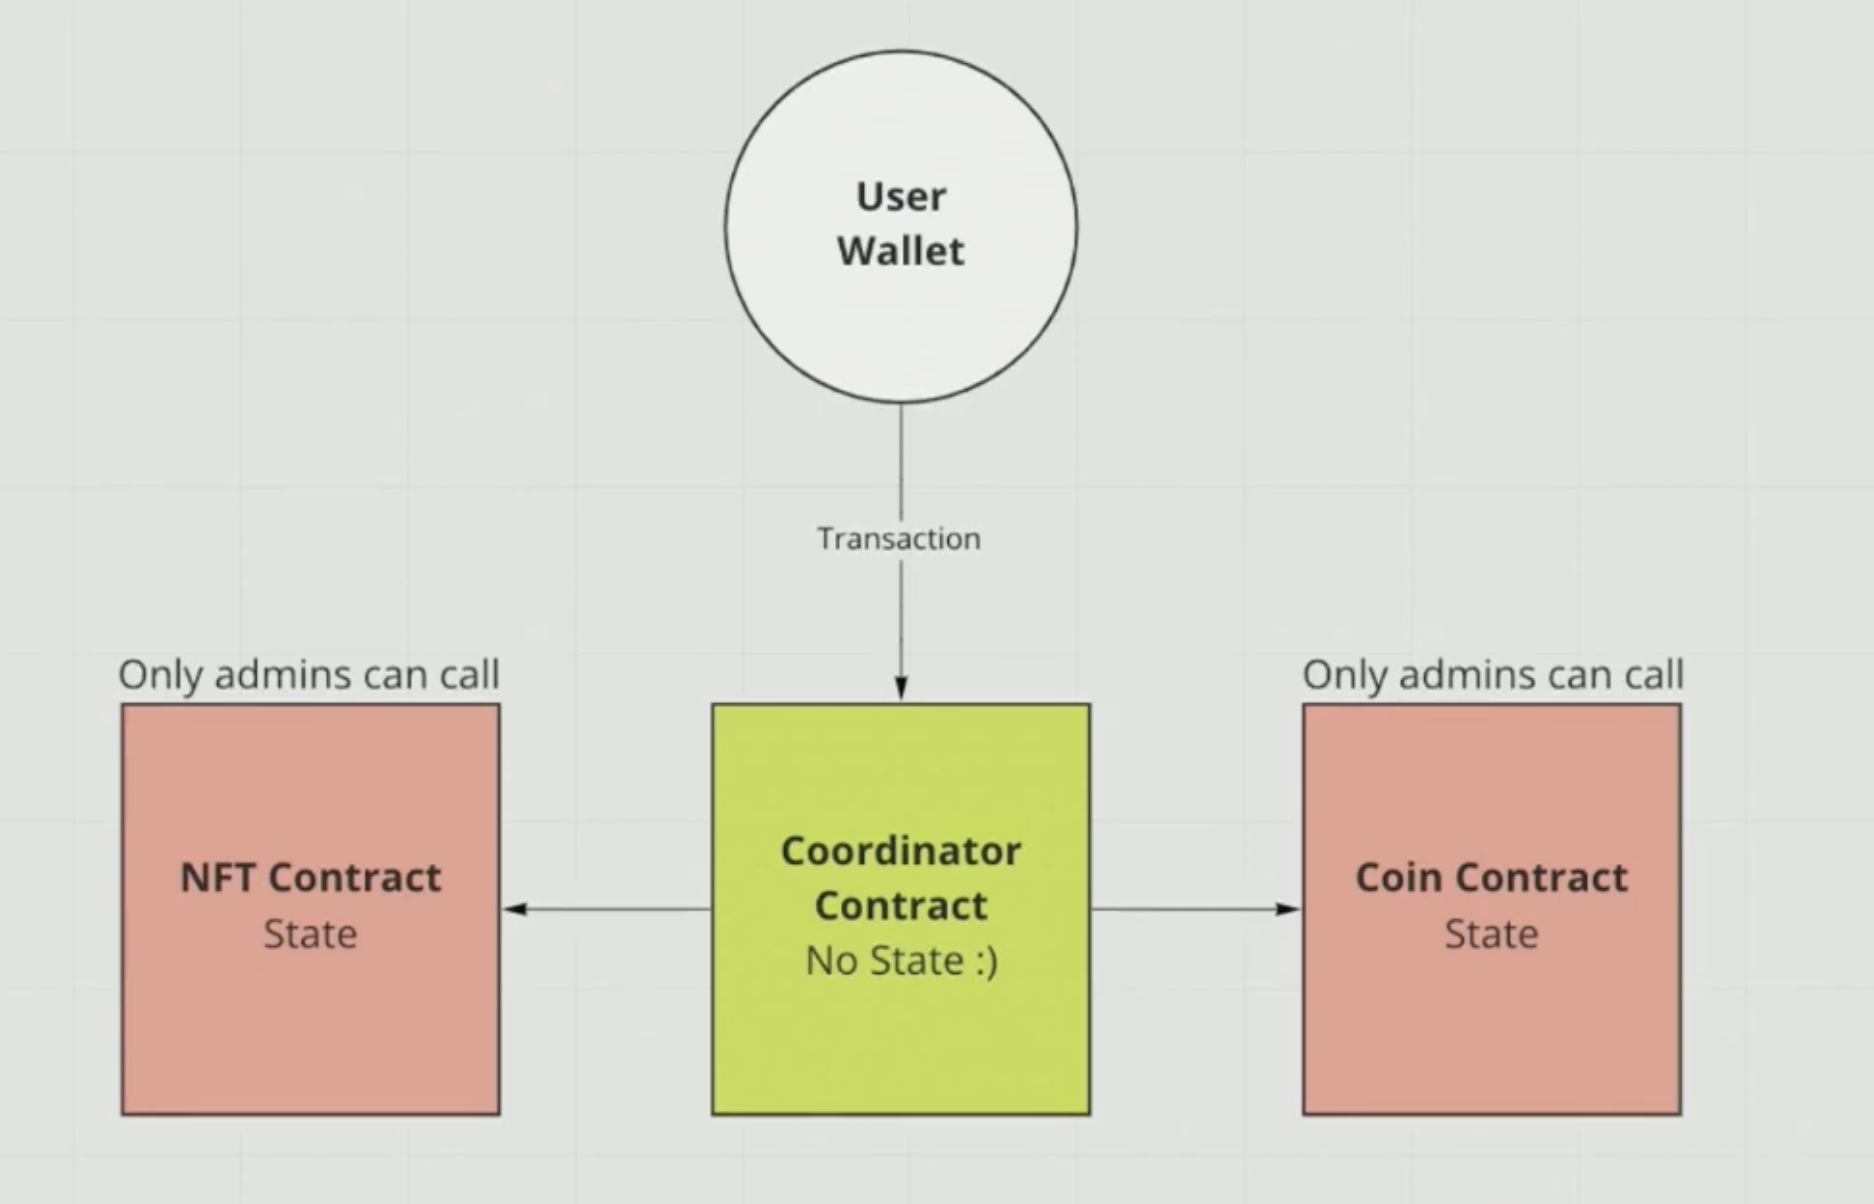 User
Wallet
Transaction
Only admins can call
Only admins can call
NFT Contract
State
Coordinator
Contract
No State :)
Coin Contract
State